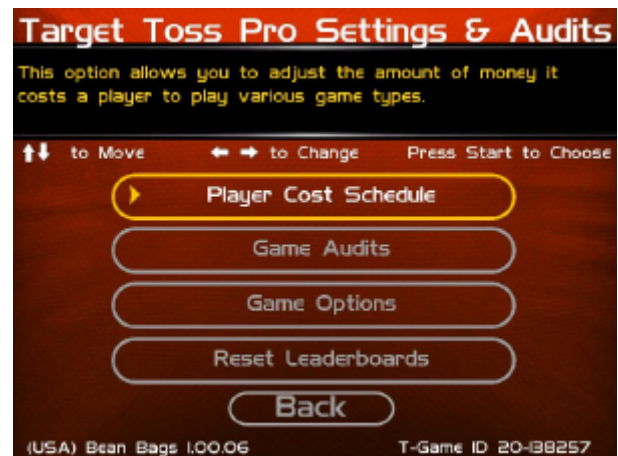 Target Toss Pro Settings & Audits
This option allows you to adjust the amount of money it
costs a player to play various game types.
↑↓ to Move ← → to Change Press Start to Choose
Player Cost Schedule
Game Audits
Game Options
Reset Leaderboards
Back
(USA) Bean Bags 1.00.06 T-Game ID 20-138257